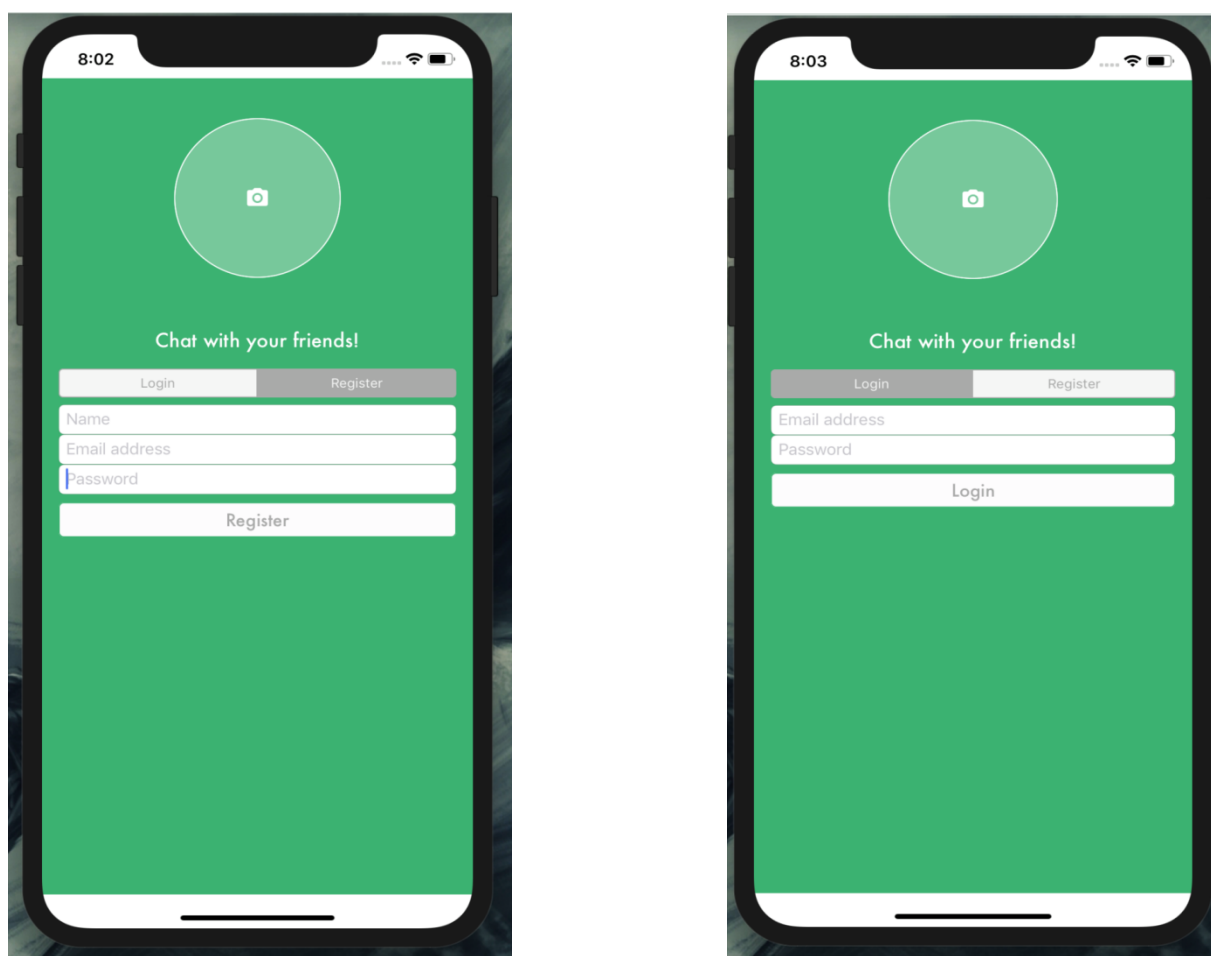 8:02
Chat with your friends!
Login Register
Name
Email address
Password
Register
8:03
Chat with your friends!
Login Register
Email address
Password
Login